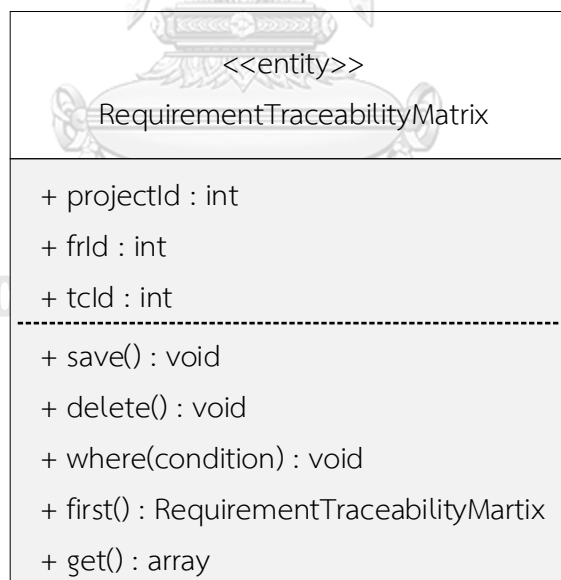 <<entity>>
RequirementTraceabilityMatrix
+ projectId : int
+ frId : int
+ tcId : int
+ save() : void
+ delete() : void
+ where(condition) : void
+ first() : RequirementTraceabilityMartix
+ get() : array